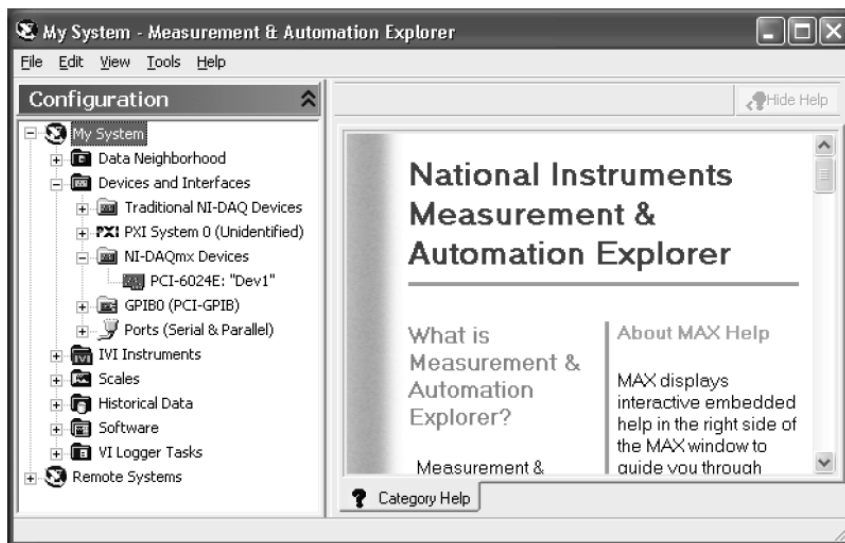 My System - Measurement & Automation Explorer
File Edit View Tools Help
Configuration
Hide Help
My System
Data Neighborhood
Devices and Interfaces
Traditional NI-DAQ Devices
PXI PXI System 0 (Unidentified)
NI-DAQmx Devices
PCI-6024E: "Dev1"
GPIB0 (PCI-GPIB)
Ports (Serial & Parallel)
IVI IVI Instruments
Scales
Historical Data
Software
VI Logger Tasks
Remote Systems
National Instruments
Measurement &
Automation Explorer
What is
Measurement &
Automation
Explorer?
Measurement &
About MAX Help
MAX displays
interactive embedded
help in the right side of
the MAX window to
guide you through
Category Help